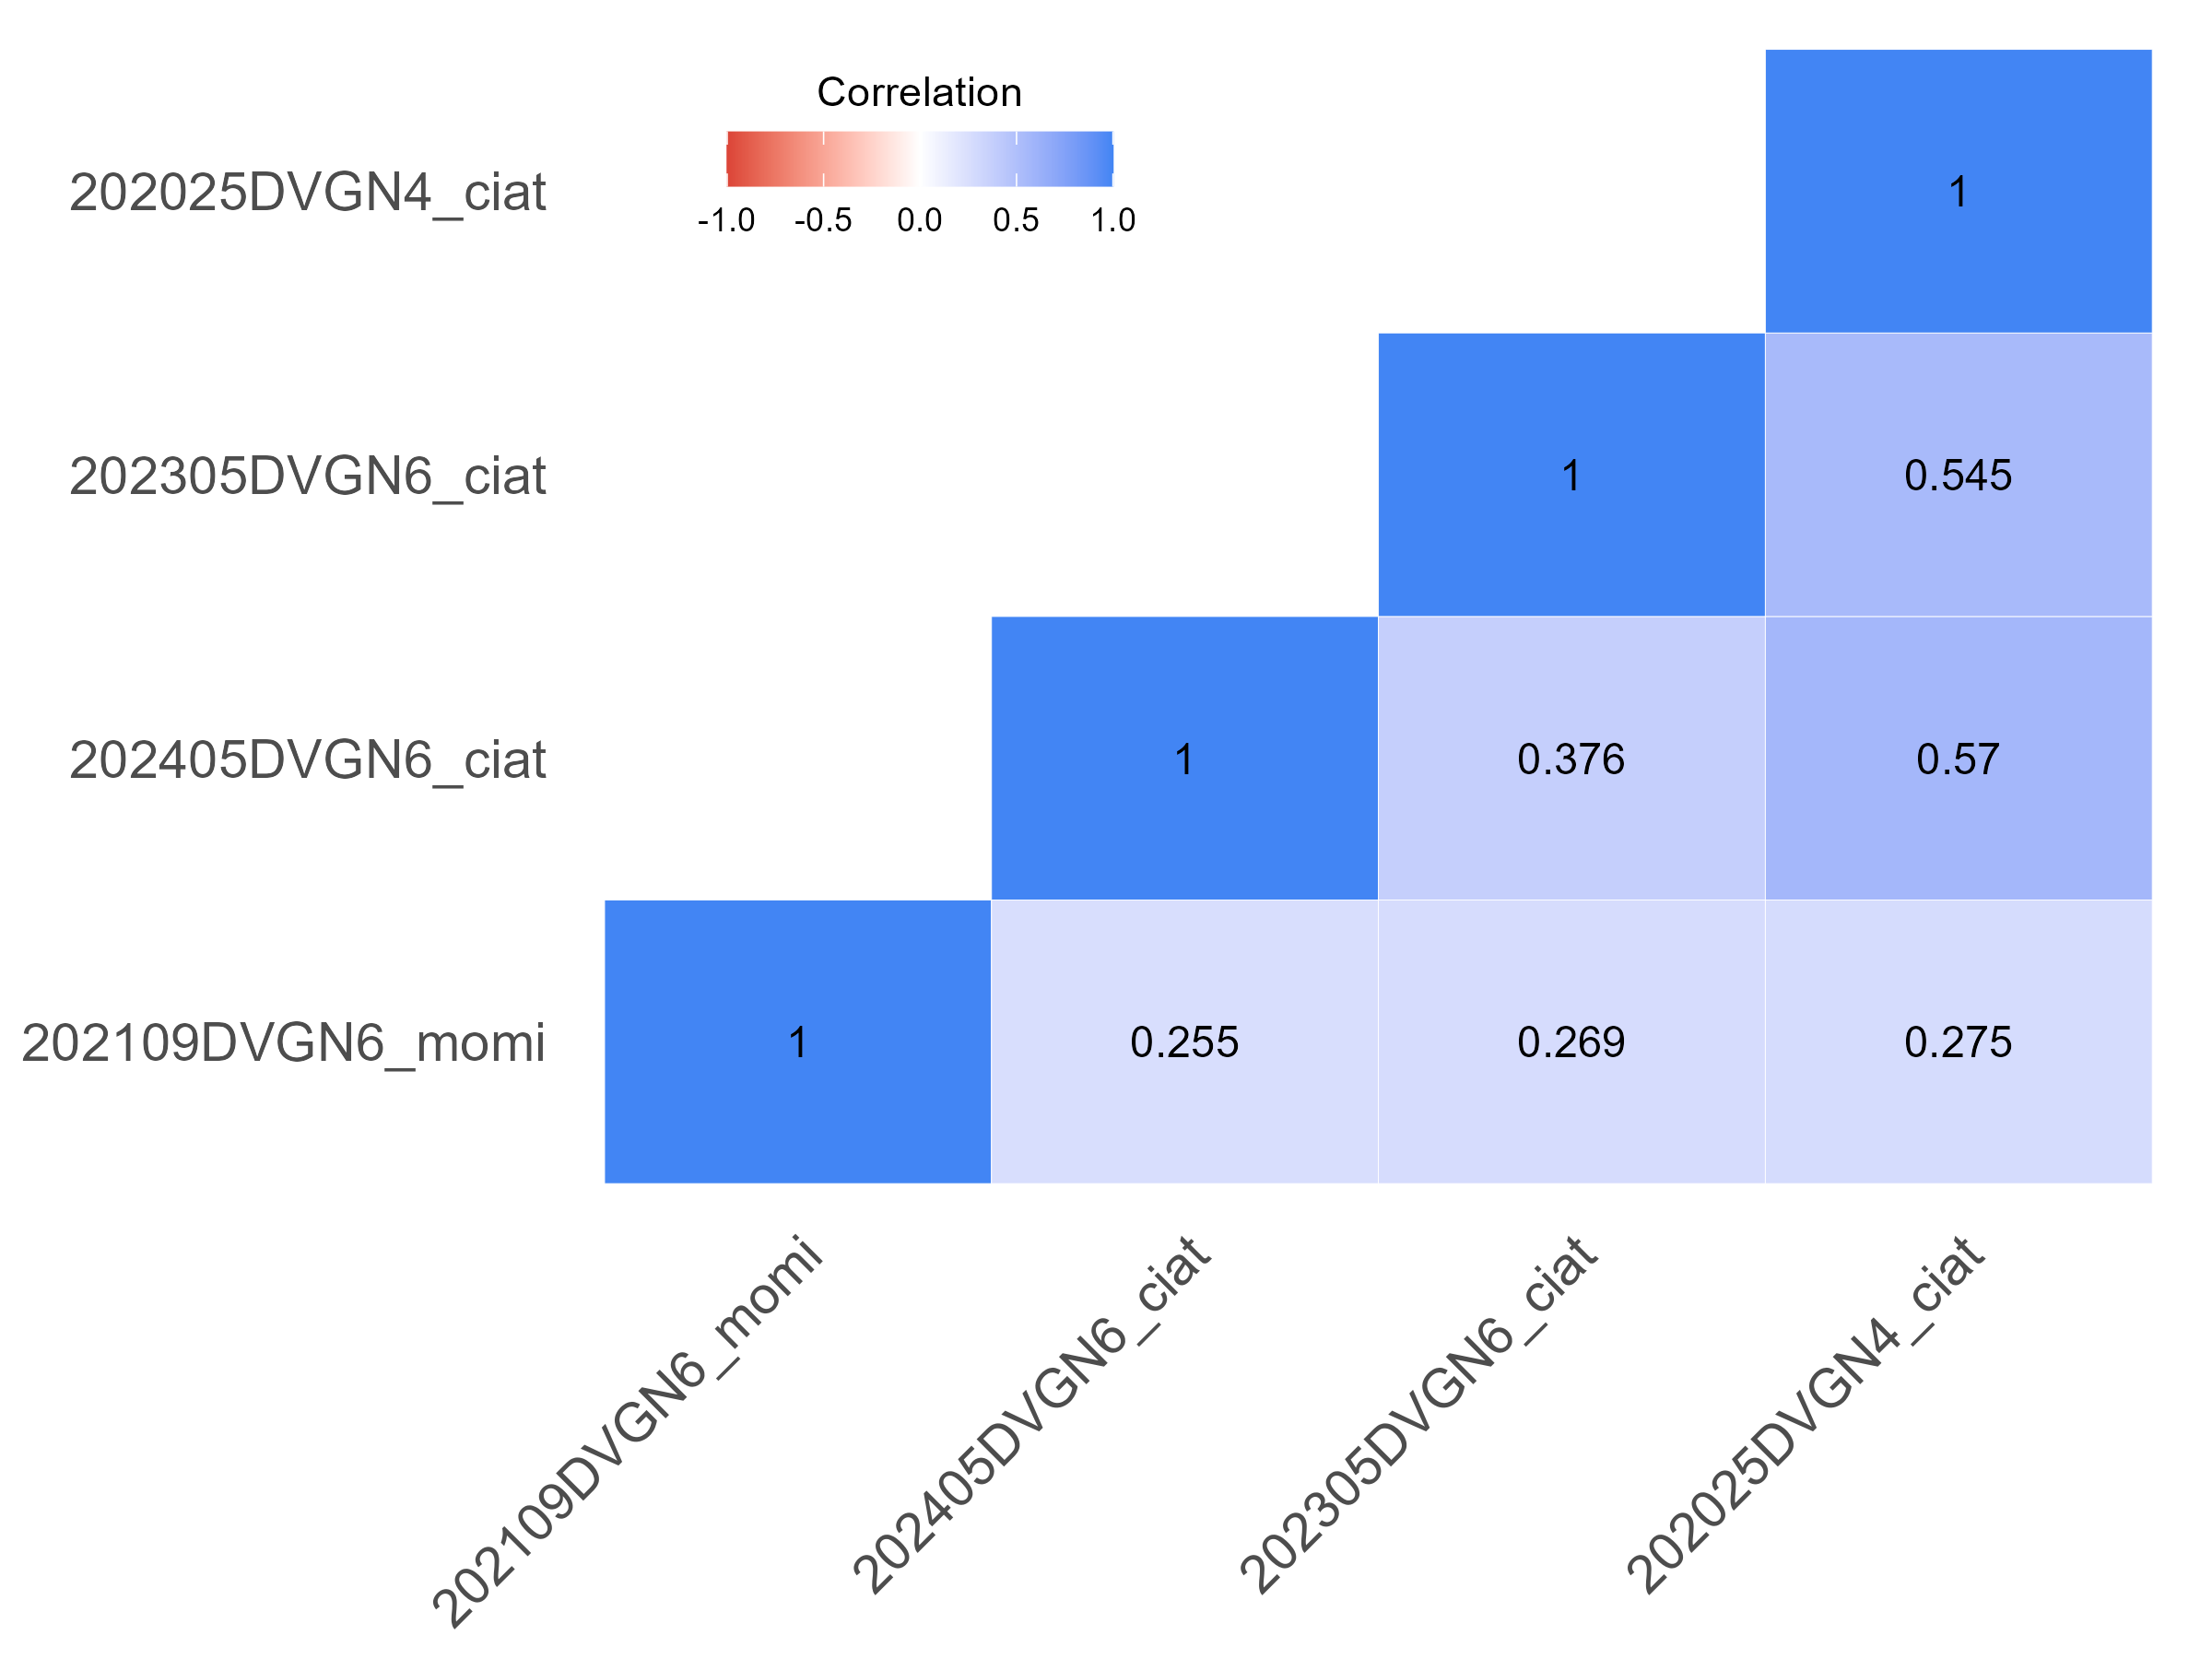 Correlation
-1.0 -0.5 0.0 0.5 1.0
202025DVGN4_ciat 1
202305DVGN6_ciat 1 0.545
202405DVGN6_ciat 1 0.376 0.57
202109DVGN6_momi 1 0.255 0.269 0.275
202109DVGN6_momi
202405DVGN6_ciat
202305DVGN6_ciat
202025DVGN4_ciat